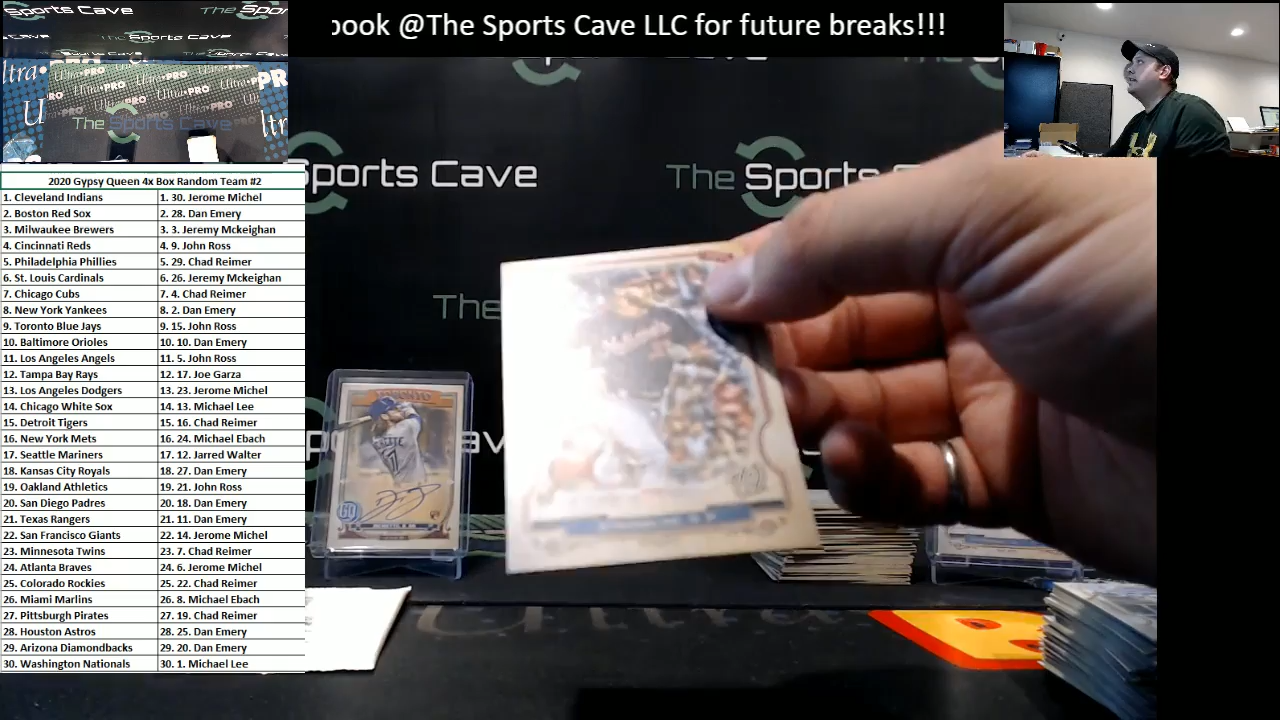 book @The Sports Cave LLC for future breaks!!!
Ultra•PRO
The Sports Cave
2020 Gypsy Queen 4x Box Random Team #2
1. Cleveland Indians 1. 30. Jerome Michel
2. Boston Red Sox 2. 28. Dan Emery
3. Milwaukee Brewers 3. 3. Jeremy Mckeighan
4. Cincinnati Reds 4. 9. John Ross
5. Philadelphia Phillies 5. 29. Chad Reimer
6. St. Louis Cardinals 6. 26. Jeremy Mckeighan
7. Chicago Cubs 7. 4. Chad Reimer
8. New York Yankees 8. 2. Dan Emery
9. Toronto Blue Jays 9. 15. John Ross
10. Baltimore Orioles 10. 10. Dan Emery
11. Los Angeles Angels 11. 5. John Ross
12. Tampa Bay Rays 12. 17. Joe Garza
13. Los Angeles Dodgers 13. 23. Jerome Michel
14. Chicago White Sox 14. 13. Michael Lee
15. Detroit Tigers 15. 16. Chad Reimer
16. New York Mets 16. 24. Michael Ebach
17. Seattle Mariners 17. 12. Jarred Walter
18. Kansas City Royals 18. 27. Dan Emery
19. Oakland Athletics 19. 21. John Ross
20. San Diego Padres 20. 18. Dan Emery
21. Texas Rangers 21. 11. Dan Emery
22. San Francisco Giants 22. 14. Jerome Michel
23. Minnesota Twins 23. 7. Chad Reimer
24. Atlanta Braves 24. 6. Jerome Michel
25. Colorado Rockies 25. 22. Chad Reimer
26. Miami Marlins 26. 8. Michael Ebach
27. Pittsburgh Pirates 27. 19. Chad Reimer
28. Houston Astros 28. 25. Dan Emery
29. Arizona Diamondbacks 29. 20. Dan Emery
30. Washington Nationals 30. 1. Michael Lee
Sports Cave
The Sports
The
TORONTO
17
GQ
Ultra